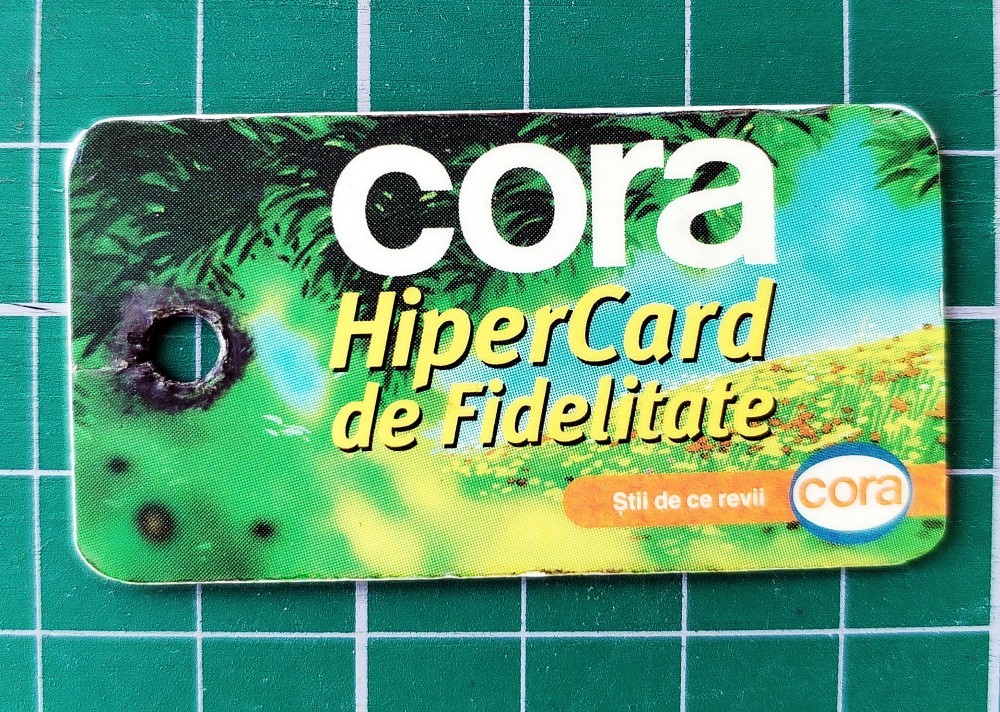 cora
HiperCard
de Fidelitate
Știi de ce revii
cora